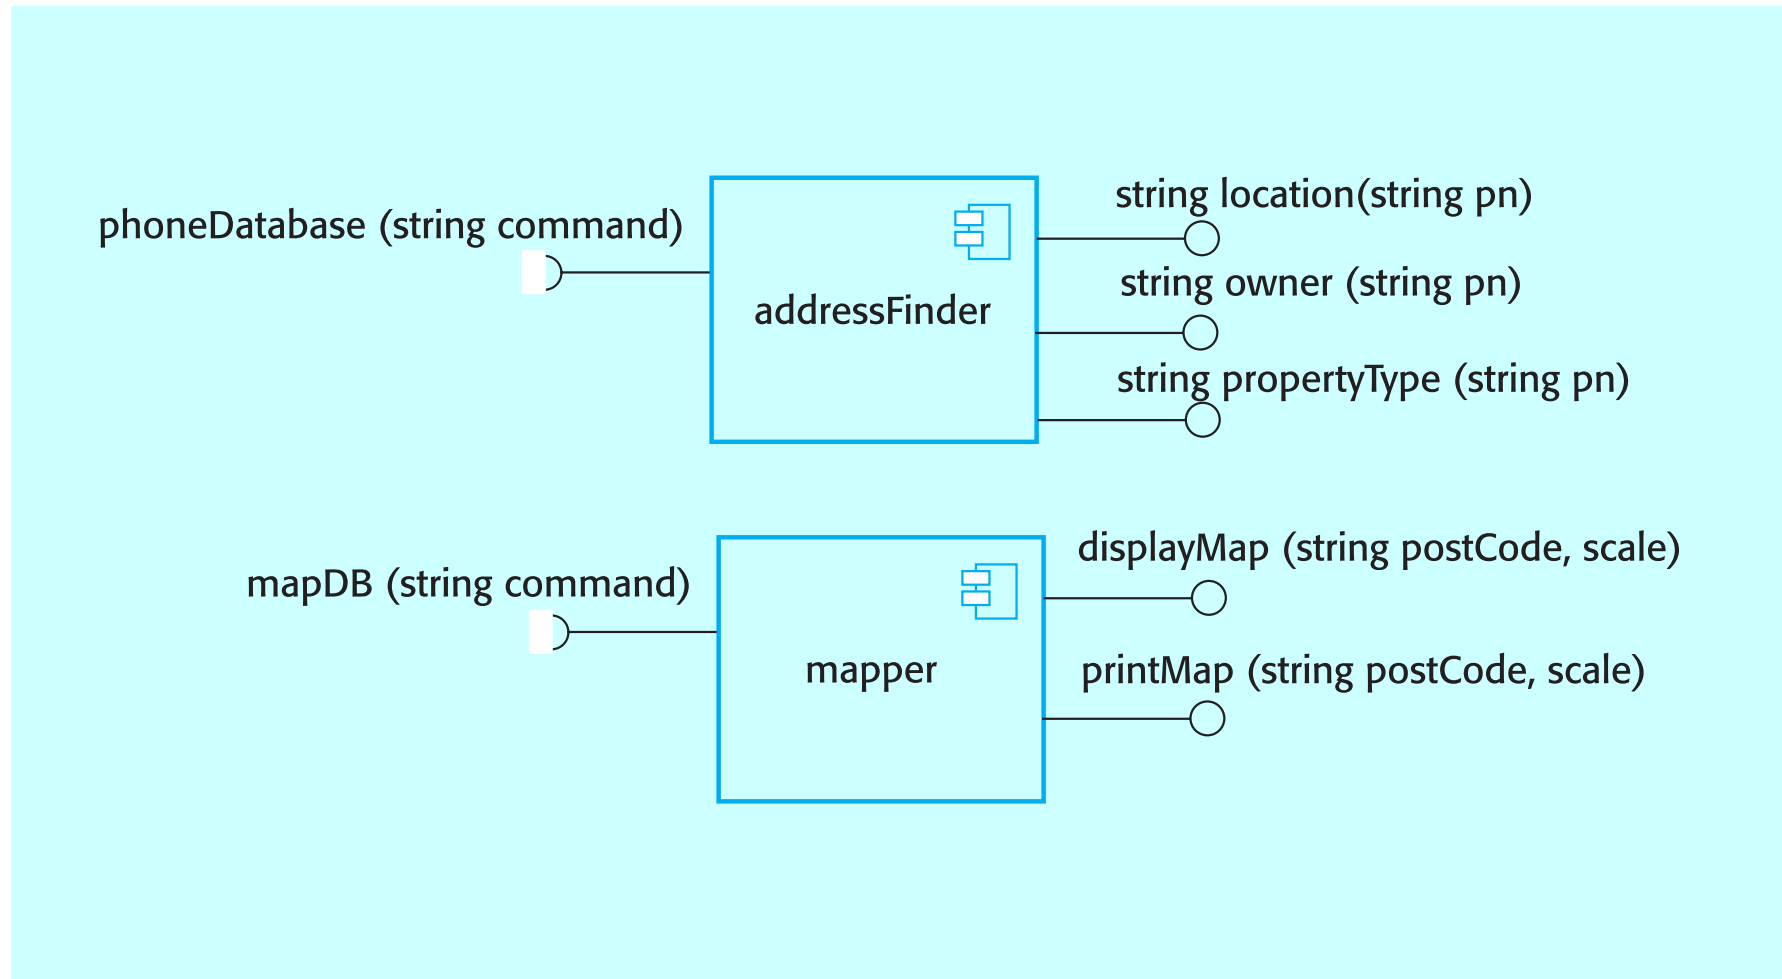 phoneDatabase (string command)
addressFinder
string location(string pn)
string owner (string pn)
string propertyType (string pn)
mapDB (string command)
mapper
displayMap (string postCode, scale)
printMap (string postCode, scale)